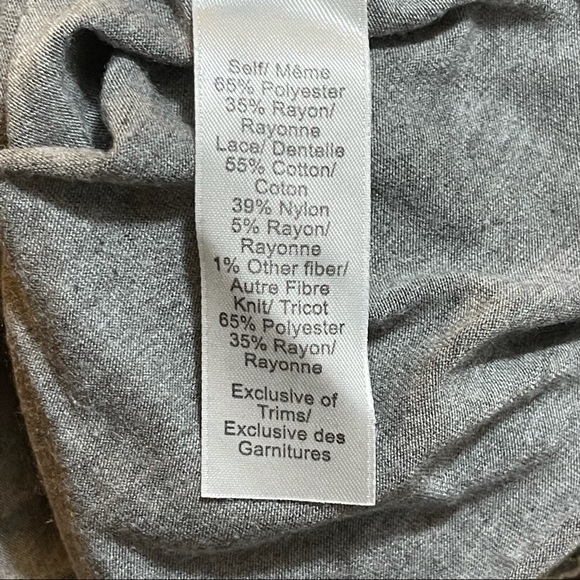 Self/ Même
65% Polyester
35% Rayon/
Rayonne
Lace/ Dentelle
55% Cotton/
Coton
39% Nylon
5% Rayon/
Rayonne
1% Other fiber/
Autre Fibre
Knit/ Tricot
65% Polyester
35% Rayon/
Rayonne
Exclusive of
Trims/
Exclusive des
Garnitures